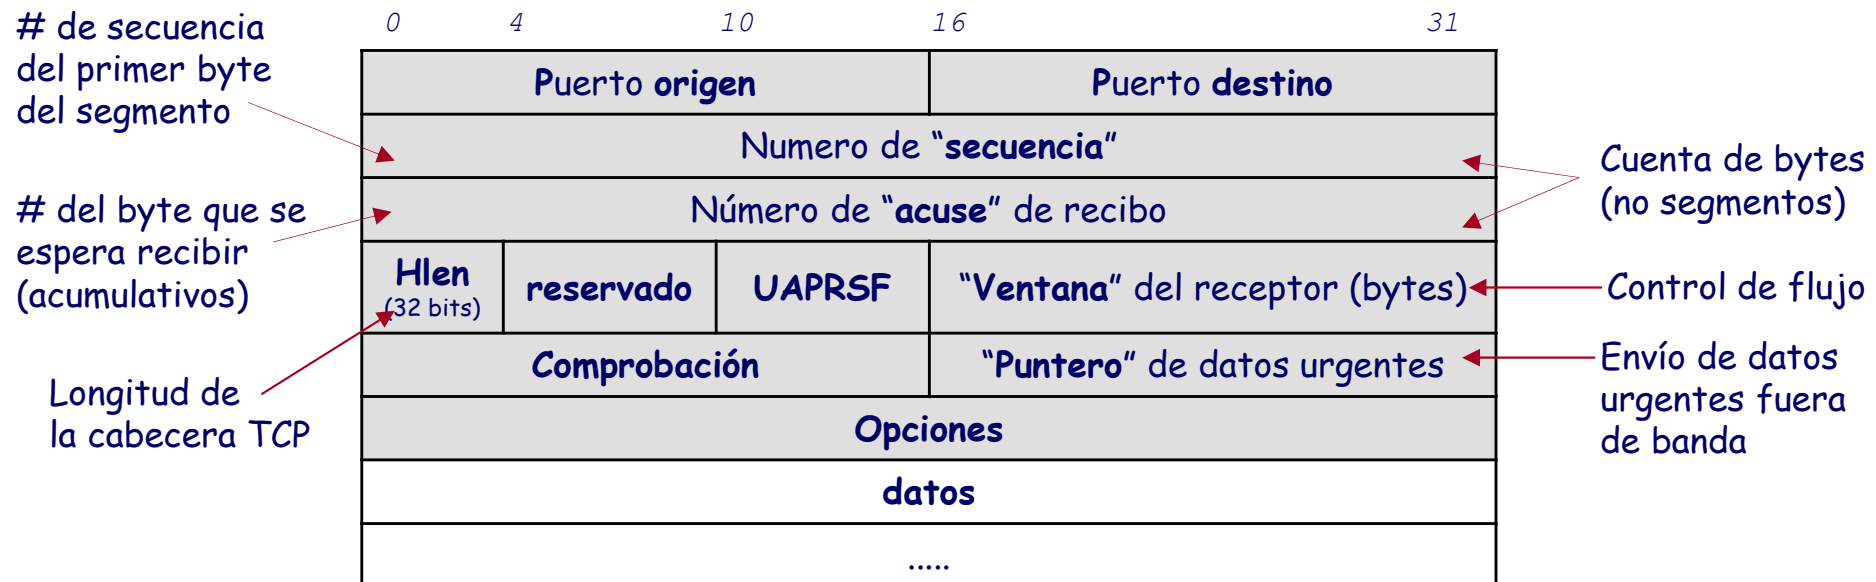 0 4 10 16 31
# de secuencia
del primer byte
del segmento
Puerto origen
Puerto destino
Numero de “secuencia”
Número de “acuse” de recibo
Cuenta de bytes
(no segmentos)
# del byte que se
espera recibir
(acumulativos)
Hlen
(32 bits)
reservado
UAPRSF
“Ventana” del receptor (bytes)
Control de flujo
Comprobación
“Puntero” de datos urgentes
Envío de datos
urgentes fuera
de banda
Longitud de
la cabecera TCP
Opciones
datos
.....